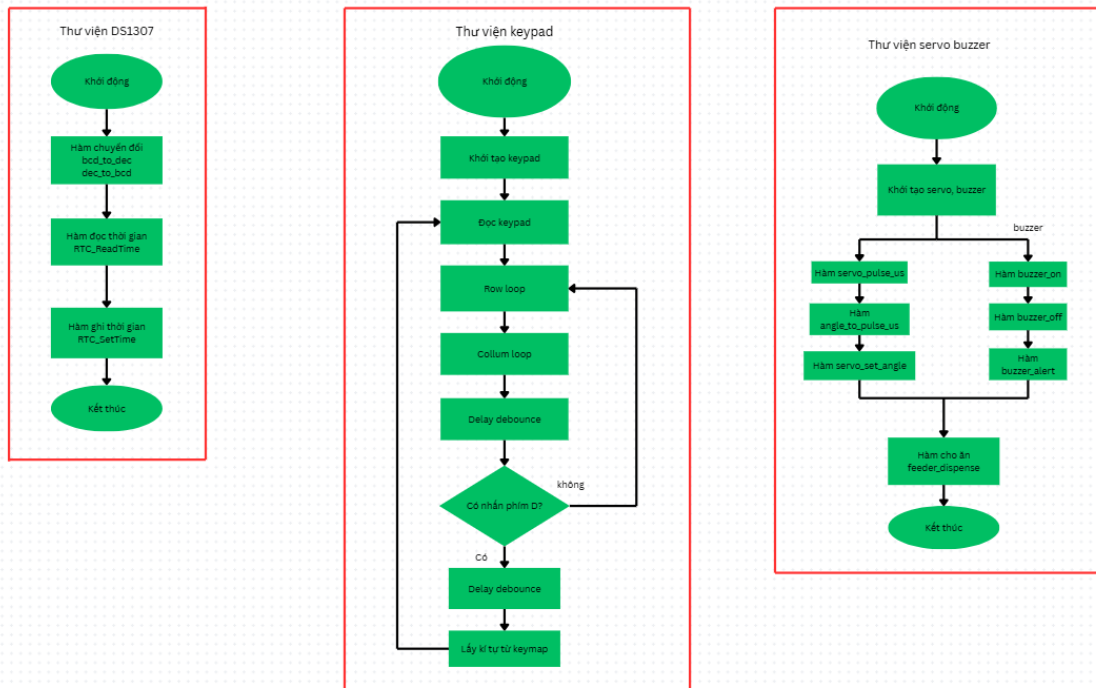 Thư viện DS1307
Khởi động
Hàm chuyển đổi
bcd_to_dec
dec_to_bcd
Hàm đọc thời gian
RTC_ReadTime
Hàm ghi thời gian
RTC_SetTime
Kết thúc
Thư viện keypad
Khởi động
Khởi tạo keypad
Đọc keypad
Row loop
Collum loop
Delay debounce
Có nhấn phím D?
không
Có
Delay debounce
Lấy kí tự từ keymap
Thư viện servo buzzer
Khởi động
Khởi tạo servo, buzzer
buzzer
Hàm servo_pulse_us
Hàm
angle_to_pulse_us
Hàm servo_set_angle
Hàm buzzer_on
Hàm buzzer_off
Hàm
buzzer_alert
Hàm cho ăn
feeder_dispense
Kết thúc